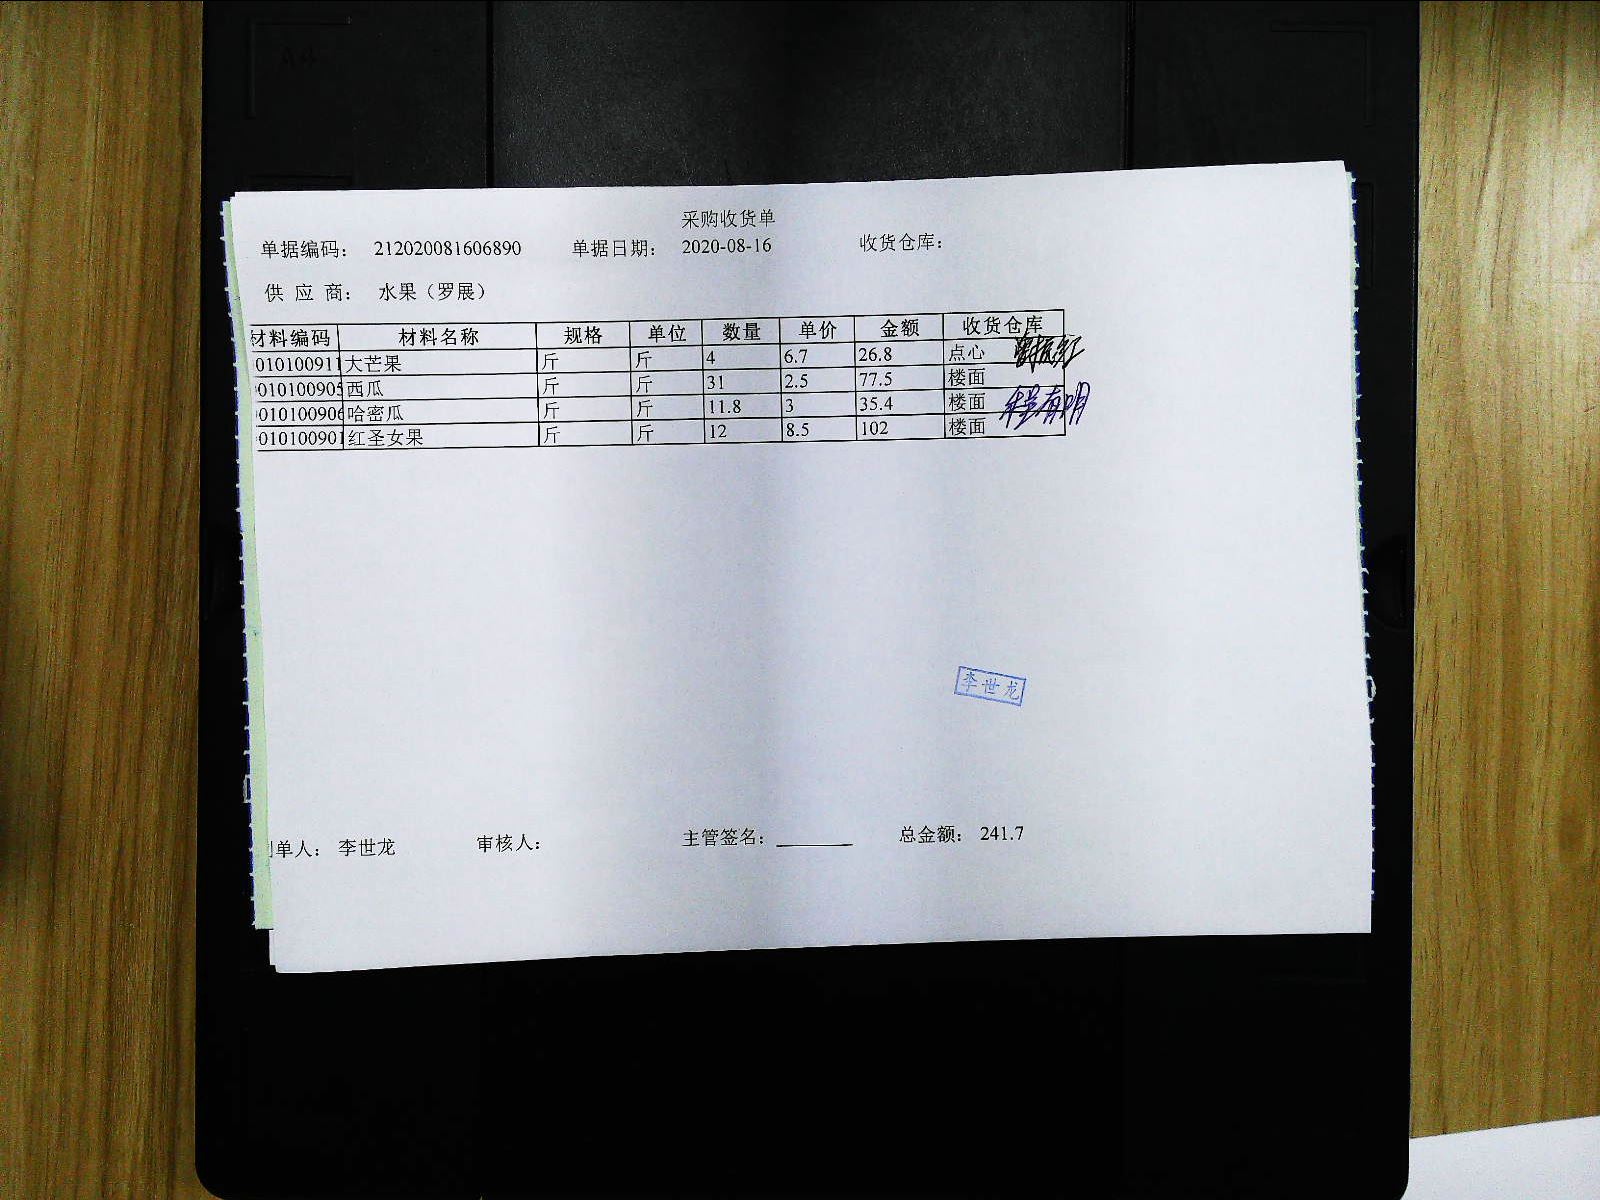 采购收货单
单据编码： 212020081606890 单据日期： 2020-08-16 收货仓库：
供 应 商： 水果（罗展）
材料编码 材料名称 规格 单位 数量 单价 金额 收货仓库
010100911 大芒果 斤 斤 4 6.7 26.8 点心
010100905 西瓜 斤 斤 31 2.5 77.5 楼面
010100906 哈密瓜 斤 斤 11.8 3 35.4 楼面
010100901 红圣女果 斤 斤 12 8.5 102 楼面
李世龙
制单人： 李世龙 审核人： 主管签名： 总金额： 241.7